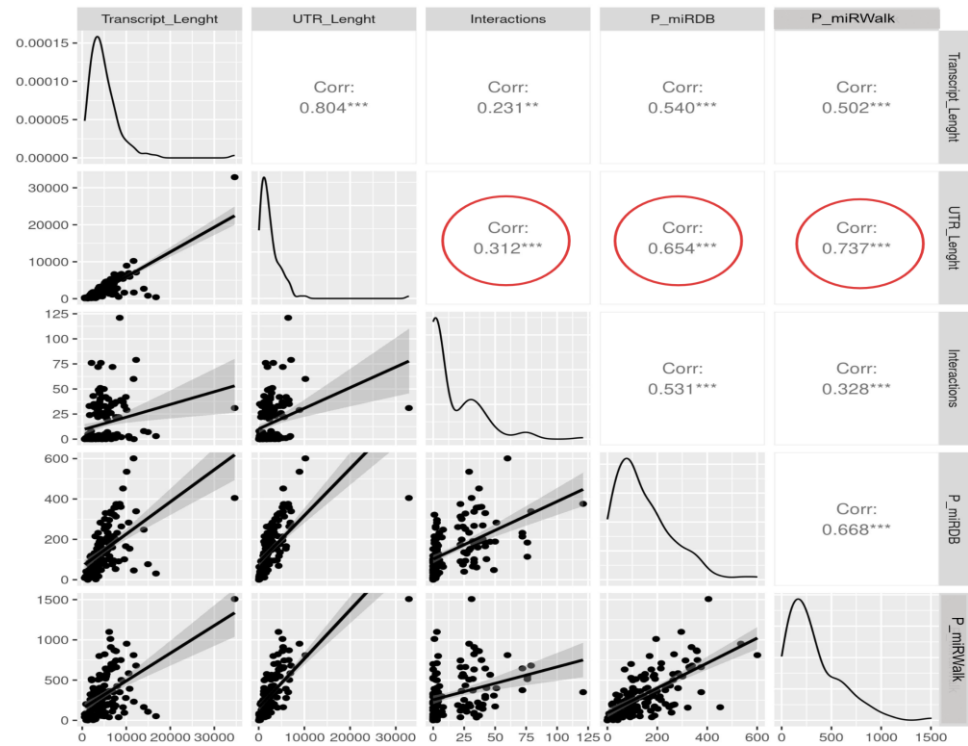 Transcript_Lenght UTR_Lenght Interactions P_miRDB P_miRWalk
0.00015
0.00010
0.00005
0.00000
Corr:
0.804***
Corr:
0.231**
Corr:
0.540***
Corr:
0.502***
Transcript_Lenght
30000
20000
10000
0
Corr:
0.312***
Corr:
0.654***
Corr:
0.737***
UTR_Lenght
125
100
75
50
25
0
Corr:
0.531***
Corr:
0.328***
Interactions
600
400
200
0
Corr:
0.668***
P_miRDB
1500
1000
500
0
P_miRWalk
0 10000 20000 30000 0 10000 20000 30000 0 25 50 75 100 125 0 200 400 600 0 500 1000 1500